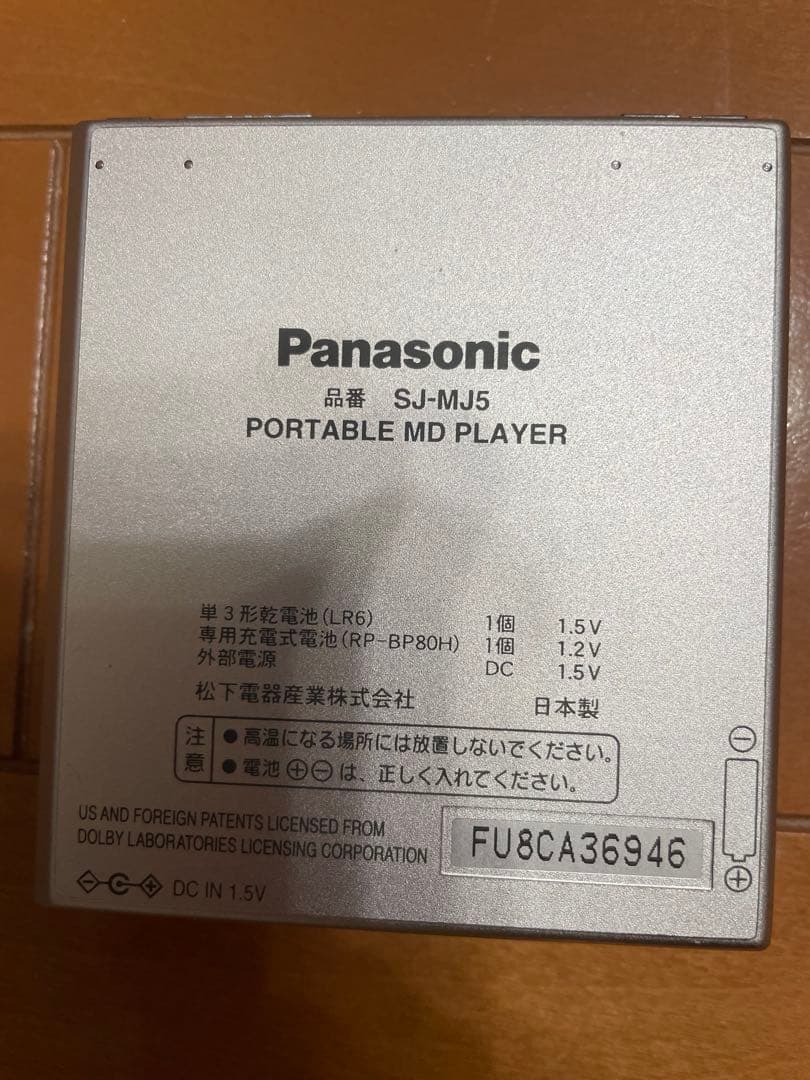 Panasonic
品番 SJ-MJ5
PORTABLE MD PLAYER
単3形乾電池(LR6) 1個 1.5V
専用充電式電池(RP-BP80H) 1個 1.2V
外部電源 DC 1.5V
松下電器産業株式会社 日本製
注意
●高温になる場所には放置しないでください。
●電池⊕⊖は、正しく入れてください。
US AND FOREIGN PATENTS LICENSED FROM
DOLBY LABORATORIES LICENSING CORPORATION
FU8CA36946
DC IN 1.5V